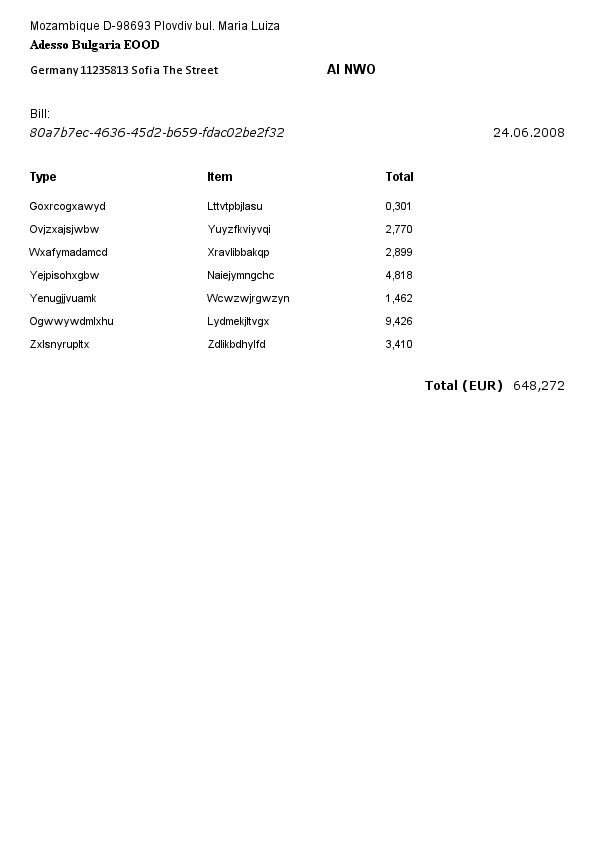 Mozambique D-98693 Plovdiv bul. Maria Luiza
Adesso Bulgaria EOOD
Germany 11235813 Sofia The Street AI NWO
Bill:
80a7b7ec-4636-45d2-b659-fdac02be2f32 24.06.2008
Type Item Total
Goxrcogxawyd Lttvtpbjlasu 0,301
Ovjzxajsjwbw Yuyzfkviyvqi 2,770
Wxafymadamcd Xravlibbakqp 2,899
Yejpisohxgbw Naiejymngchc 4,818
Yenugjjvuamk Wcwzwjrgwzyn 1,462
Ogwwywdmlxhu Lydmekjltvgx 9,426
Zxlsnyrupltx Zdlikbdhylfd 3,410
Total (EUR) 648,272